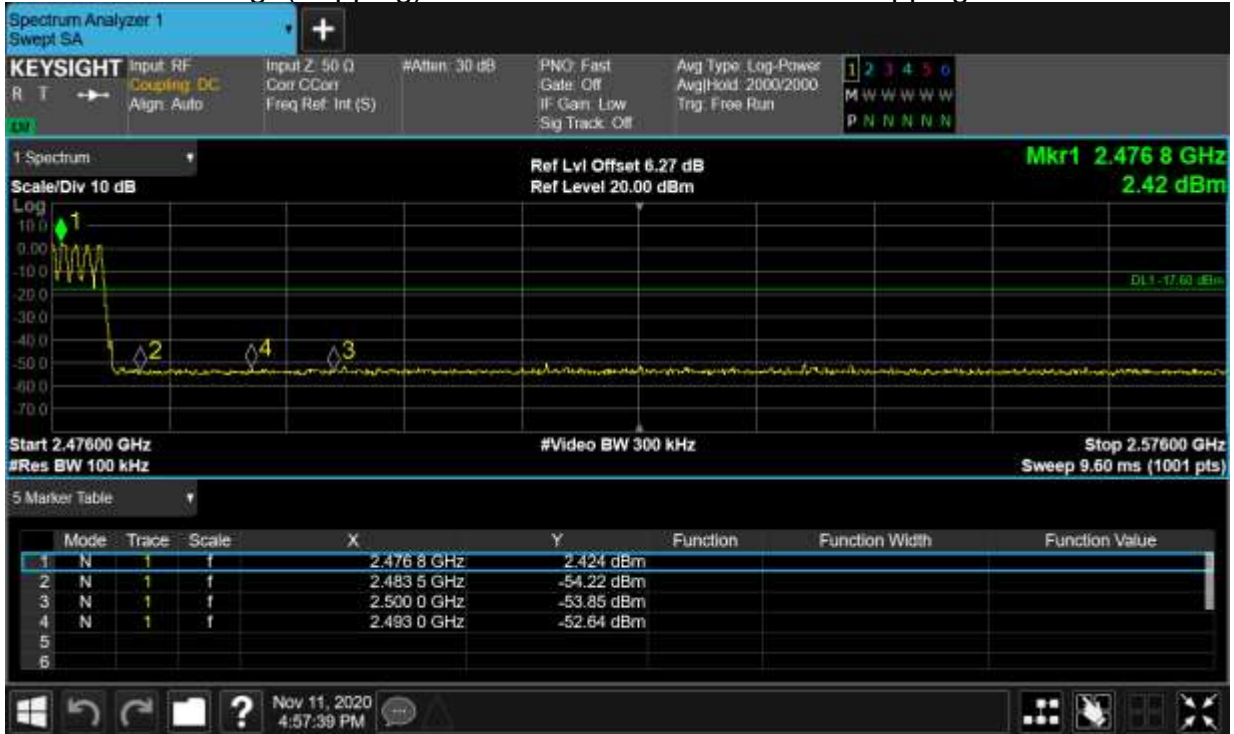 Spectrum Analyzer 1
Swept SA
+
KEYSIGHT Input: RF Input Z: 50 Ω #Atten: 30 dB PNO: Fast Avg Type: Log-Power 1 2 3 4 5 6
R T Coupling: DC Corr CCorr Gate: Off Avg|Hold: 2000/2000 M W W W W W
Align: Auto Freq Ref: Int (S) IF Gain: Low Trig: Free Run P N N N N N
Sig Track: Off
1 Spectrum Ref Lvl Offset 6.27 dB Mkr1 2.476 8 GHz
Scale/Div 10 dB Ref Level 20.00 dBm 2.42 dBm
Log
10.0 1
0.00
-10.0
DL1 -17.60 dBm
-20.0
-30.0
-40.0
2 4 3
-50.0
-60.0
-70.0
Start 2.47600 GHz #Video BW 300 kHz Stop 2.57600 GHz
#Res BW 100 kHz Sweep 9.60 ms (1001 pts)
5 Marker Table
Mode Trace Scale X Y Function Function Width Function Value
1 N 1 f 2.476 8 GHz 2.424 dBm
2 N 1 f 2.483 5 GHz -54.22 dBm
3 N 1 f 2.500 0 GHz -53.85 dBm
4 N 1 f 2.493 0 GHz -52.64 dBm
5
6
? Nov 11, 2020
4:57:39 PM